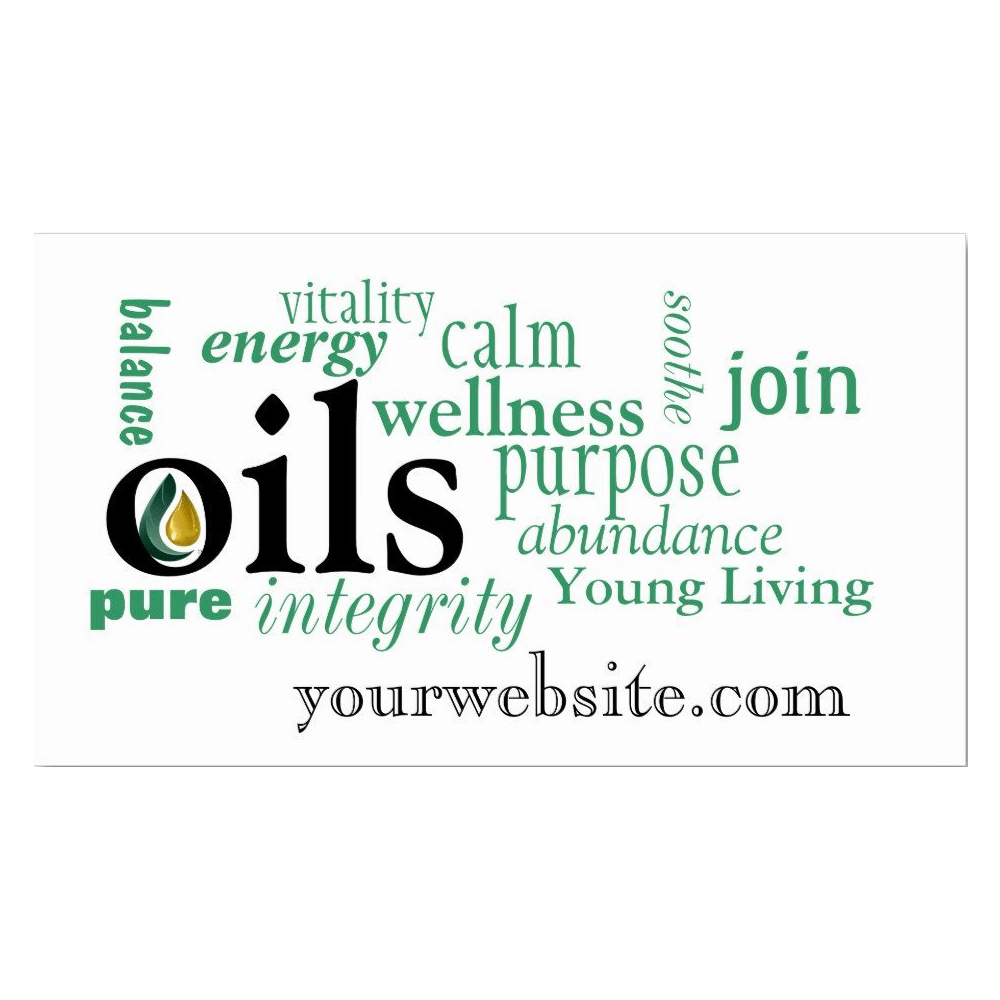 balance
vitality
energy
calm
soothe
join
wellness
oils
purpose
abundance
Young Living
pure
integrity
yourwebsite.com